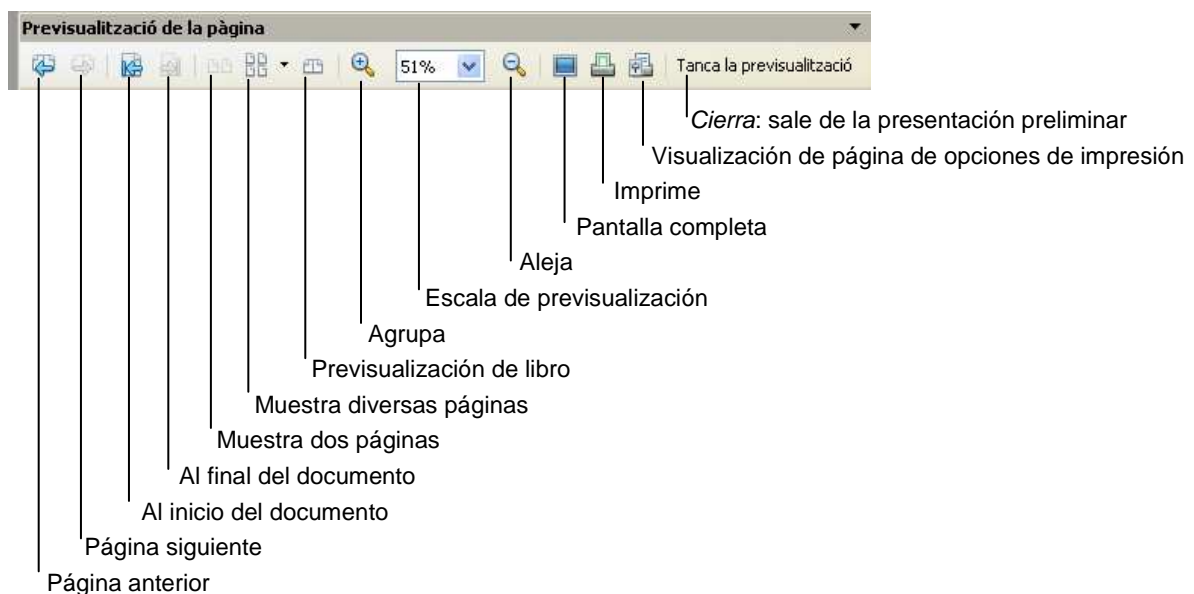 Previsualització de la pàgina
51% Tanca la previsualització
Cierra: sale de la presentación preliminar
Visualización de página de opciones de impresión
Imprime
Pantalla completa
Aleja
Escala de previsualización
Agrupa
Previsualización de libro
Muestra diversas páginas
Muestra dos páginas
Al final del documento
Al inicio del documento
Página siguiente
Página anterior